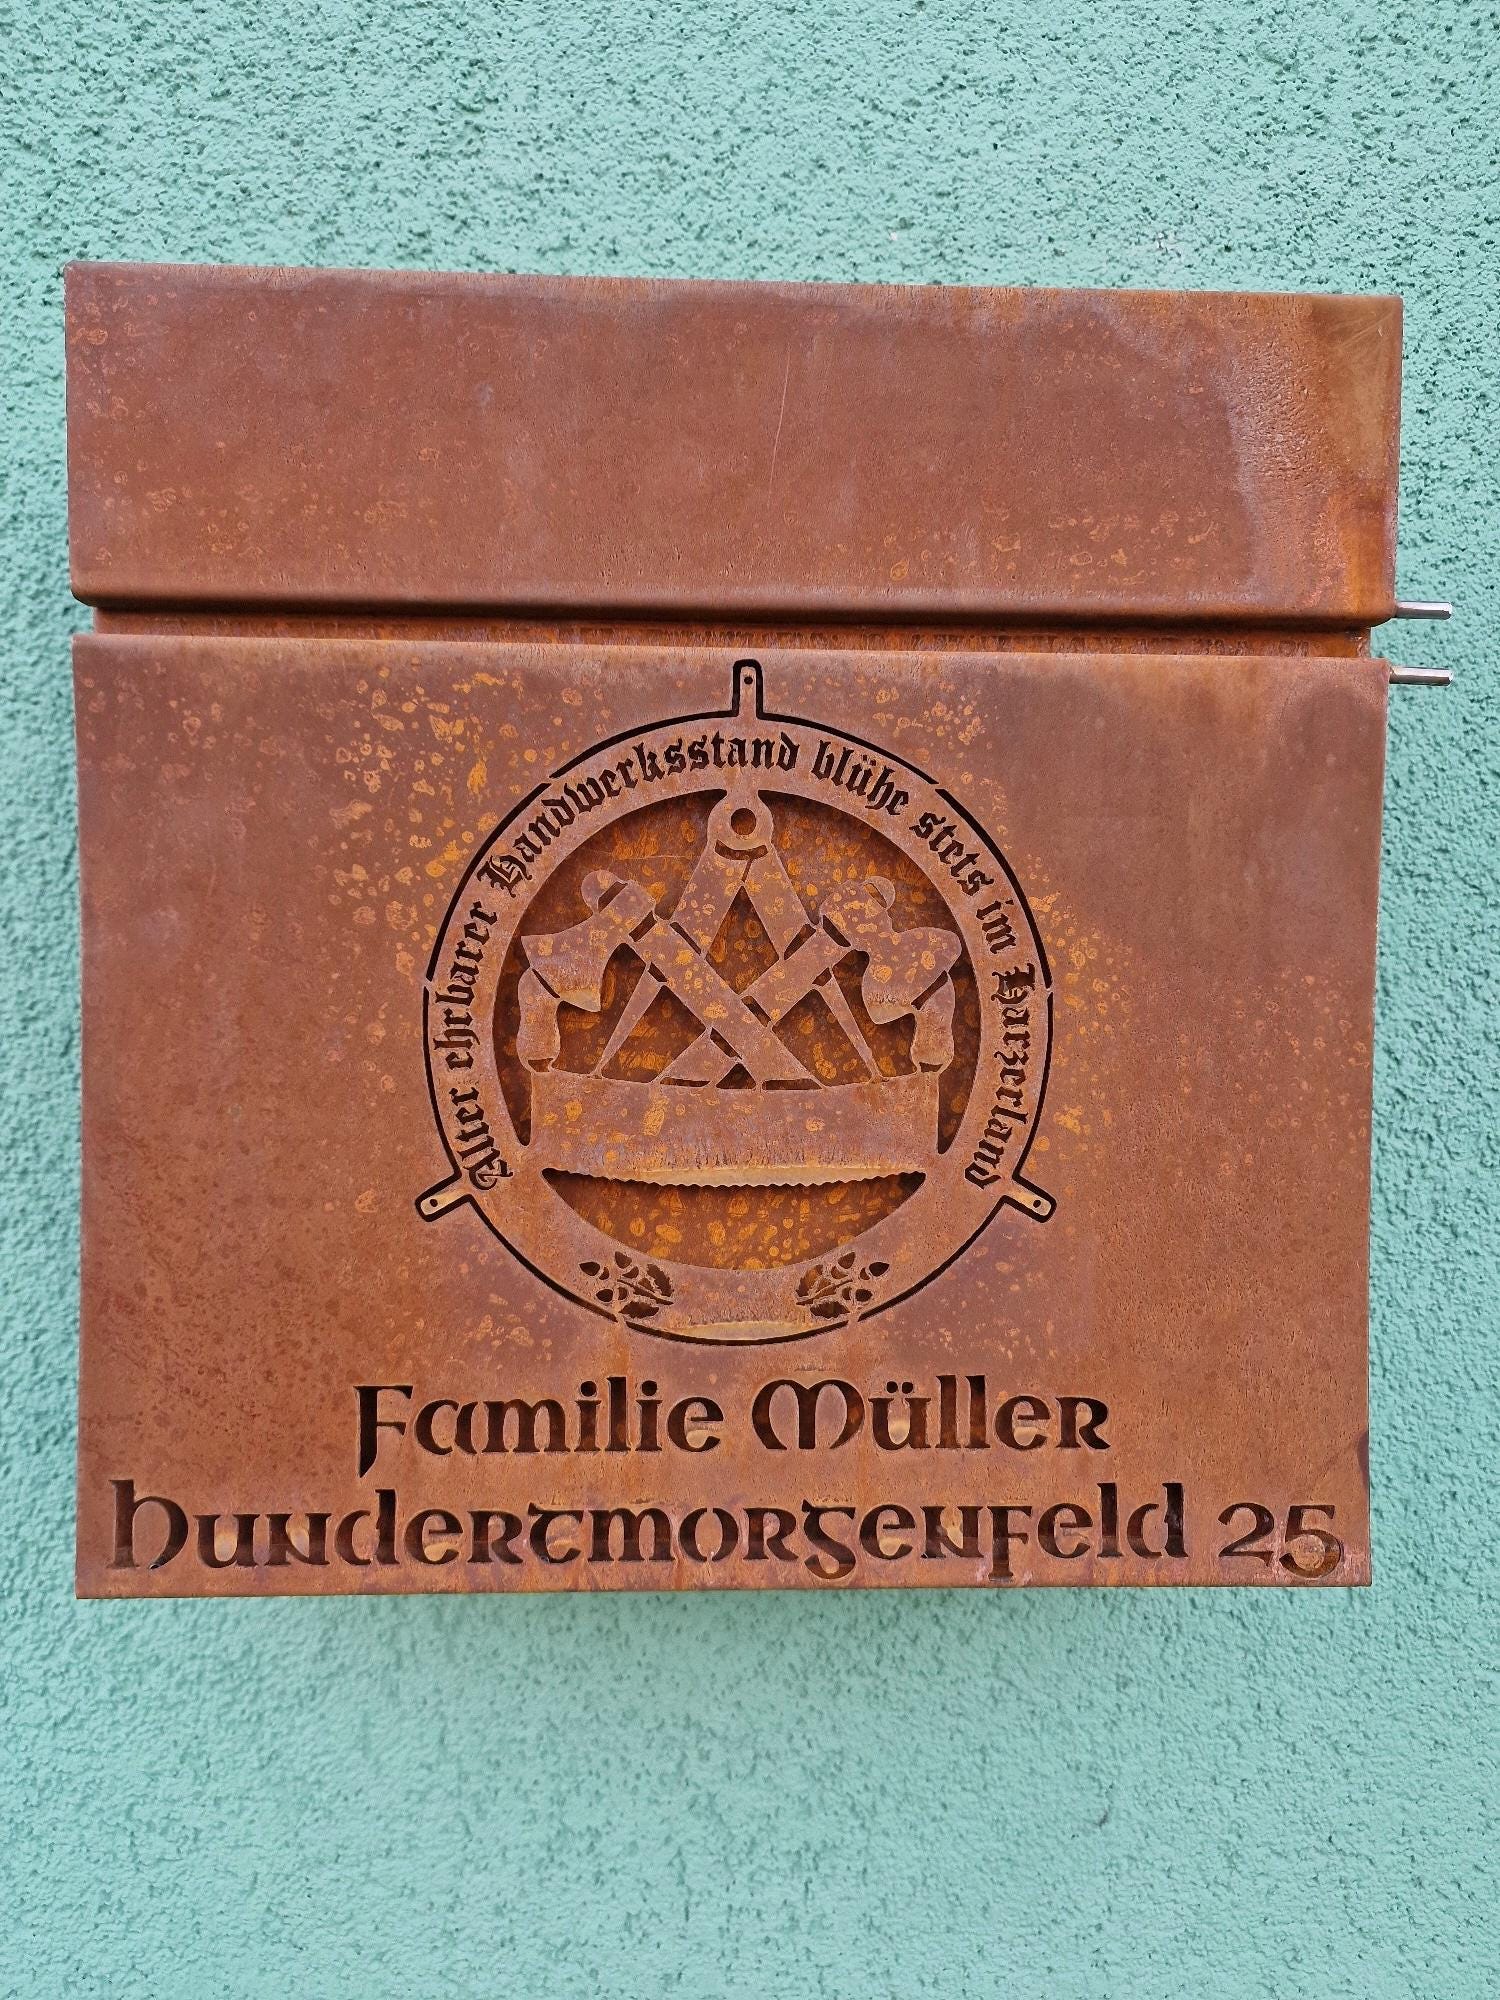 Alter ehrbarer Handwerksstand blühe stets im Harzerland
Familie Müller
Hundertmorgenfeld 25